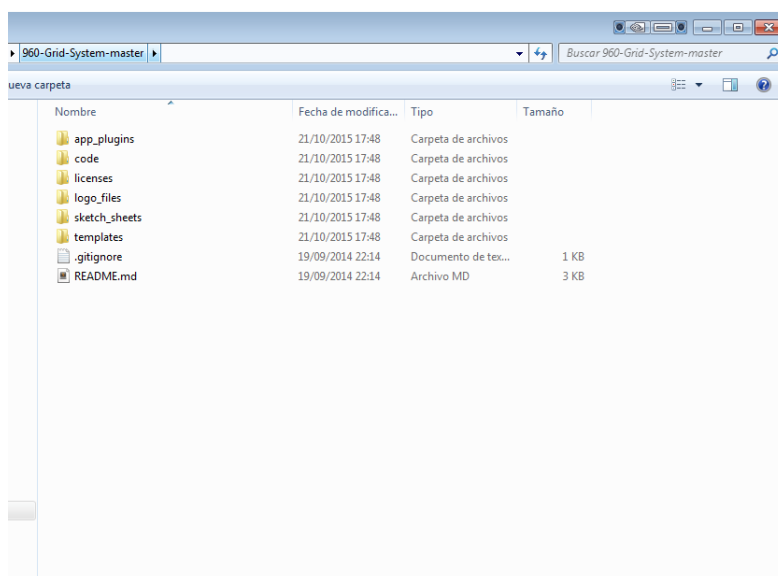 960-Grid-System-master
Buscar 960-Grid-System-master
ueva carpeta
Nombre Fecha de modifica... Tipo Tamaño
app_plugins 21/10/2015 17:48 Carpeta de archivos
code 21/10/2015 17:48 Carpeta de archivos
licenses 21/10/2015 17:48 Carpeta de archivos
logo_files 21/10/2015 17:48 Carpeta de archivos
sketch_sheets 21/10/2015 17:48 Carpeta de archivos
templates 21/10/2015 17:48 Carpeta de archivos
.gitignore 19/09/2014 22:14 Documento de tex... 1 KB
README.md 19/09/2014 22:14 Archivo MD 3 KB